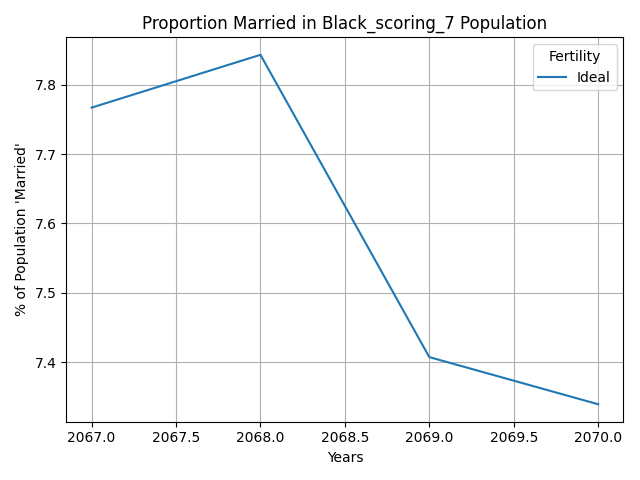 Proportion Married in Black_scoring_7 Population
Fertility
Ideal
% of Population 'Married'
7.8
7.7
7.6
7.5
7.4
2067.0 2067.5 2068.0 2068.5 2069.0 2069.5 2070.0
Years